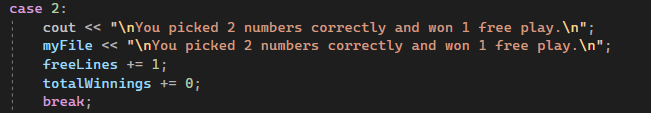 case 2:
cout << "\nYou picked 2 numbers correctly and won 1 free play.\n";
myFile << "\nYou picked 2 numbers correctly and won 1 free play.\n";
freeLines += 1;
totalWinnings += 0;
break;